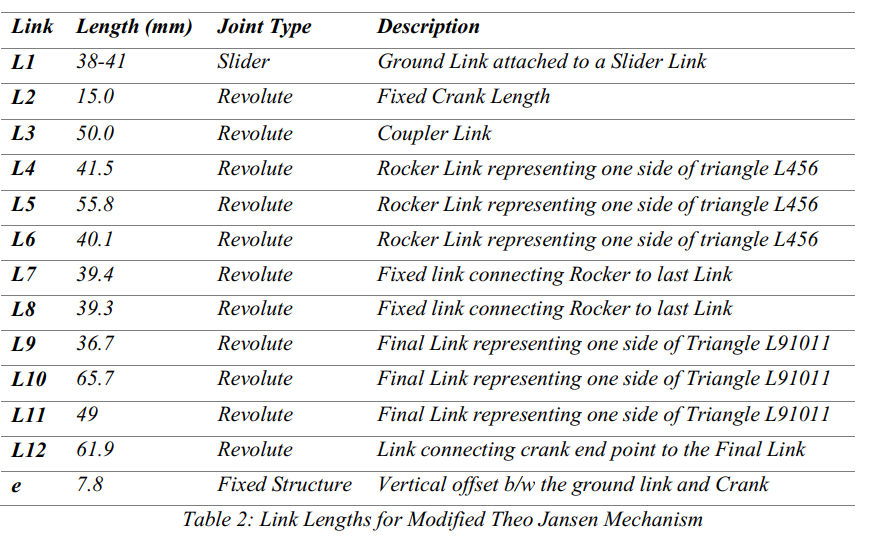 Link Length (mm) Joint Type Description
L1 38-41 Slider Ground Link attached to a Slider Link
L2 15.0 Revolute Fixed Crank Length
L3 50.0 Revolute Coupler Link
L4 41.5 Revolute Rocker Link representing one side of triangle L456
L5 55.8 Revolute Rocker Link representing one side of triangle L456
L6 40.1 Revolute Rocker Link representing one side of triangle L456
L7 39.4 Revolute Fixed link connecting Rocker to last Link
L8 39.3 Revolute Fixed link connecting Rocker to last Link
L9 36.7 Revolute Final Link representing one side of Triangle L91011
L10 65.7 Revolute Final Link representing one side of Triangle L91011
L11 49 Revolute Final Link representing one side of Triangle L91011
L12 61.9 Revolute Link connecting crank end point to the Final Link
e 7.8 Fixed Structure Vertical offset b/w the ground link and Crank
Table 2: Link Lengths for Modified Theo Jansen Mechanism